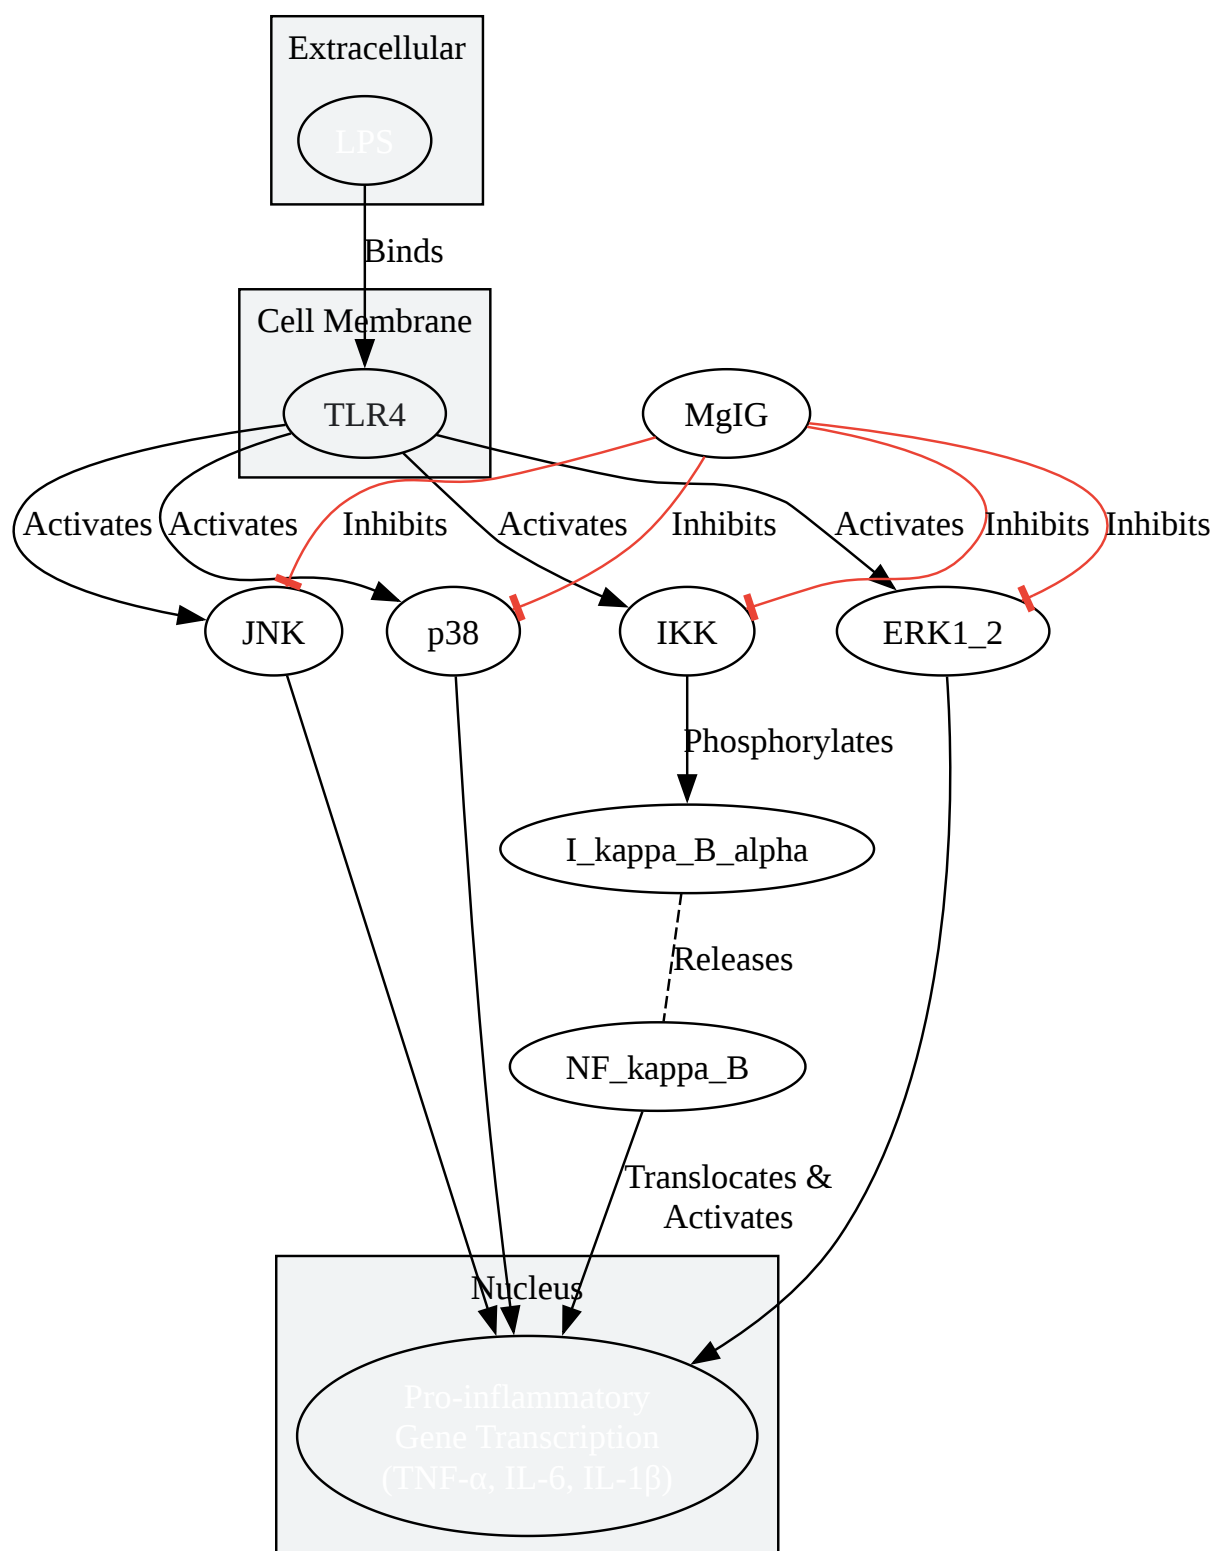 Extracellular
LPS
Binds
Cell Membrane
TLR4
MgIG
Activates
Activates
Inhibits
Activates
Inhibits
Activates
Inhibits
Inhibits
JNK
p38
IKK
ERK1_2
Phosphorylates
I_kappa_B_alpha
Releases
NF_kappa_B
Translocates &
Activates
Nucleus
Pro-inflammatory
Gene Transcription
(TNF-α, IL-6, IL-1β)